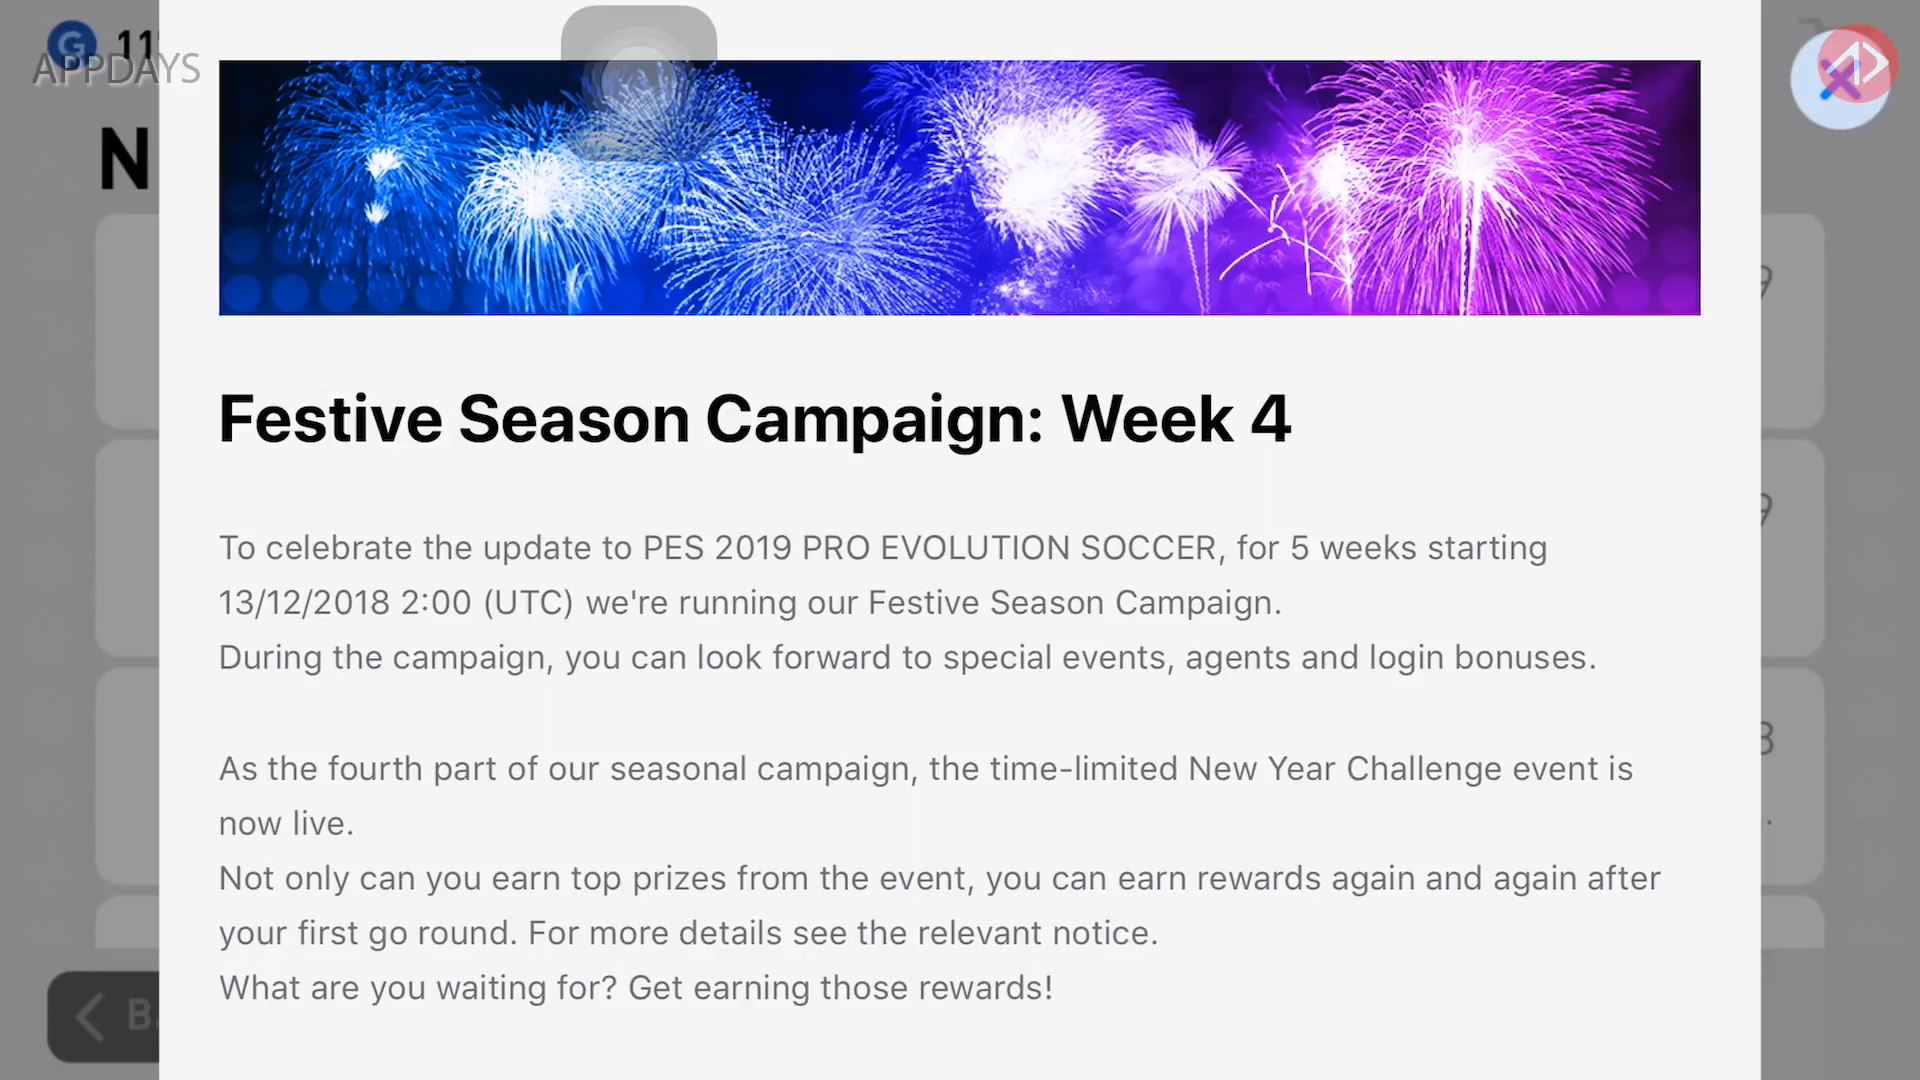 APPDAYS
Festive Season Campaign: Week 4
To celebrate the update to PES 2019 PRO EVOLUTION SOCCER, for 5 weeks starting
13/12/2018 2:00 (UTC) we're running our Festive Season Campaign.
During the campaign, you can look forward to special events, agents and login bonuses.
As the fourth part of our seasonal campaign, the time-limited New Year Challenge event is
now live.
Not only can you earn top prizes from the event, you can earn rewards again and again after
your first go round. For more details see the relevant notice.
What are you waiting for? Get earning those rewards!